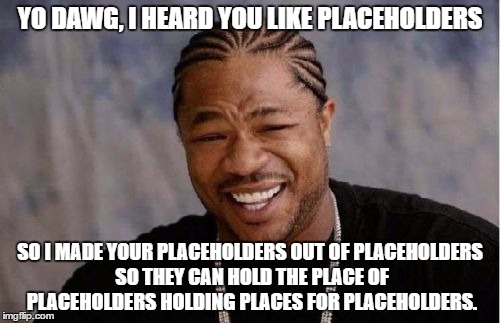 YO DAWG, I HEARD YOU LIKE PLACEHOLDERS
SO I MADE YOUR PLACEHOLDERS OUT OF PLACEHOLDERS
SO THEY CAN HOLD THE PLACE OF
PLACEHOLDERS HOLDING PLACES FOR PLACEHOLDERS.
imgflip.com